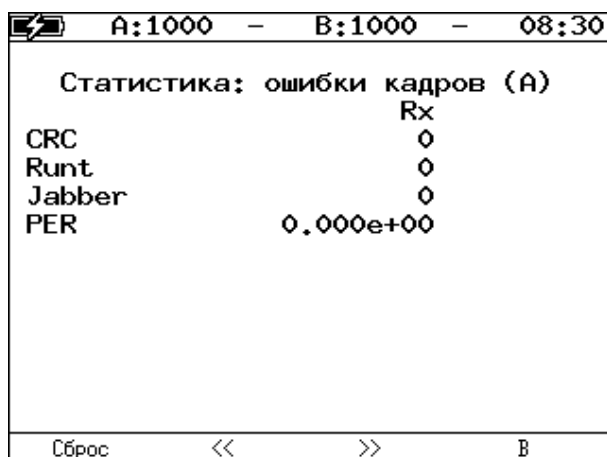 A:1000 – B:1000 – 08:30
Статистика: ошибки кадров (A)
Rx
CRC 0
Runt 0
Jabber 0
PER 0.000e+00
Сброс << >> B